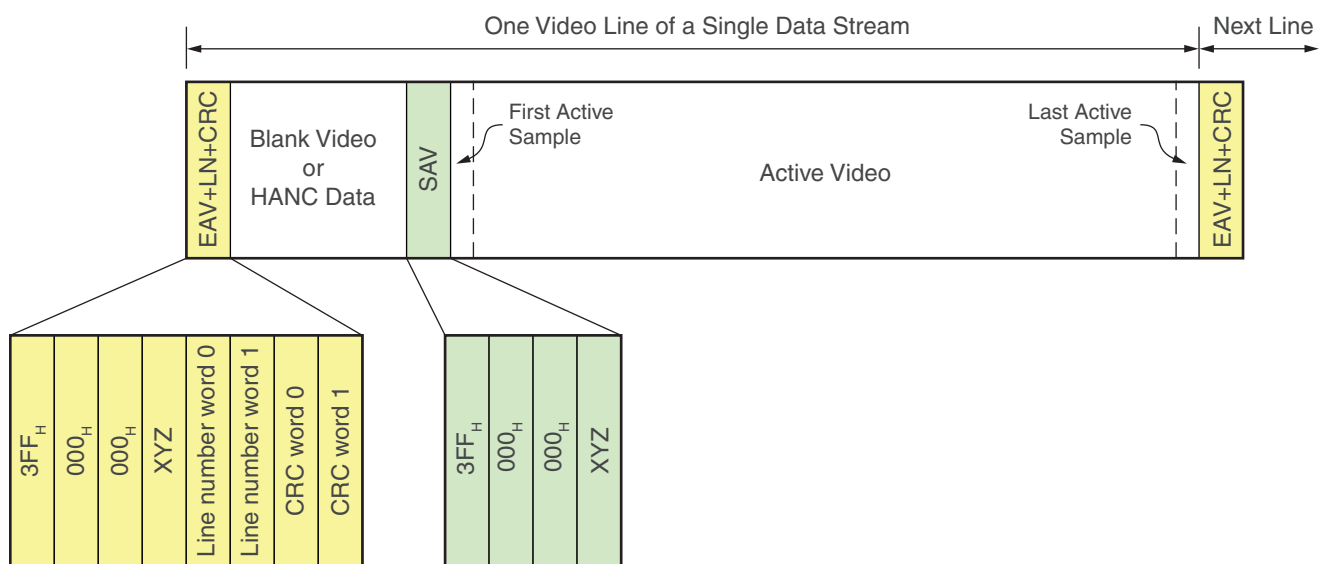 One Video Line of a Single Data Stream
Next Line
EAV+LN+CRC
Blank Video
or
HANC Data
SAV
First Active
Sample
Active Video
Last Active
Sample
EAV+LN+CRC
3FFH
000H
000H
XYZ
Line number word 0
Line number word 1
CRC word 0
CRC word 1
3FFH
000H
000H
XYZ